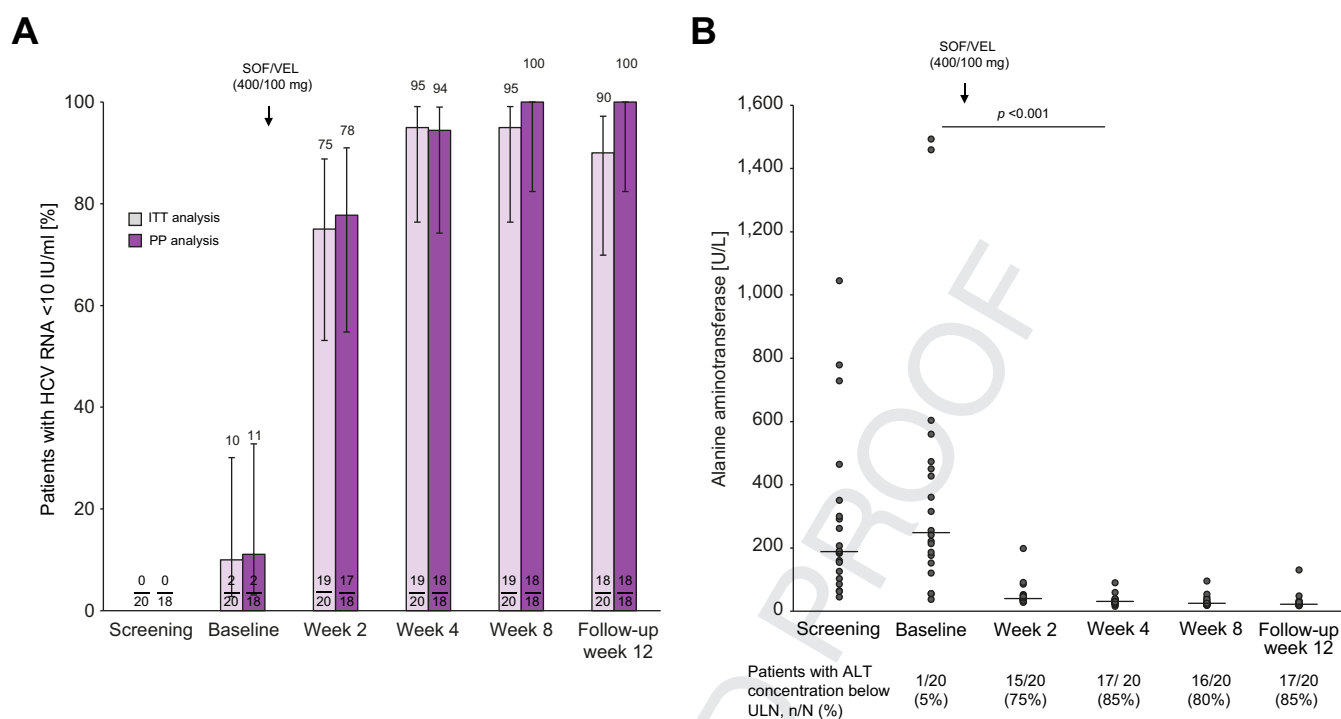 A
SOF/VEL
(400/100 mg)
Patients with HCV RNA <10 IU/ml [%]
100
80
60
40
20
0
ITT analysis
PP analysis
10
11
75
78
95
94
95
100
90
100
0
20
0
18
2
20
2
18
19
20
17
18
19
20
18
18
19
20
18
18
18
20
18
18
Screening
Baseline
Week 2
Week 4
Week 8
Follow-up
week 12
B
SOF/VEL
(400/100 mg)
p <0.001
Alanine aminotransferase [U/L]
1,600
1,400
1,200
1,000
800
600
400
200
0
Screening
Baseline
Week 2
Week 4
Week 8
Follow-up
week 12
Patients with ALT
concentration below
ULN, n/N (%)
1/20
(5%)
15/20
(75%)
17/ 20
(85%)
16/20
(80%)
17/20
(85%)
PROOF